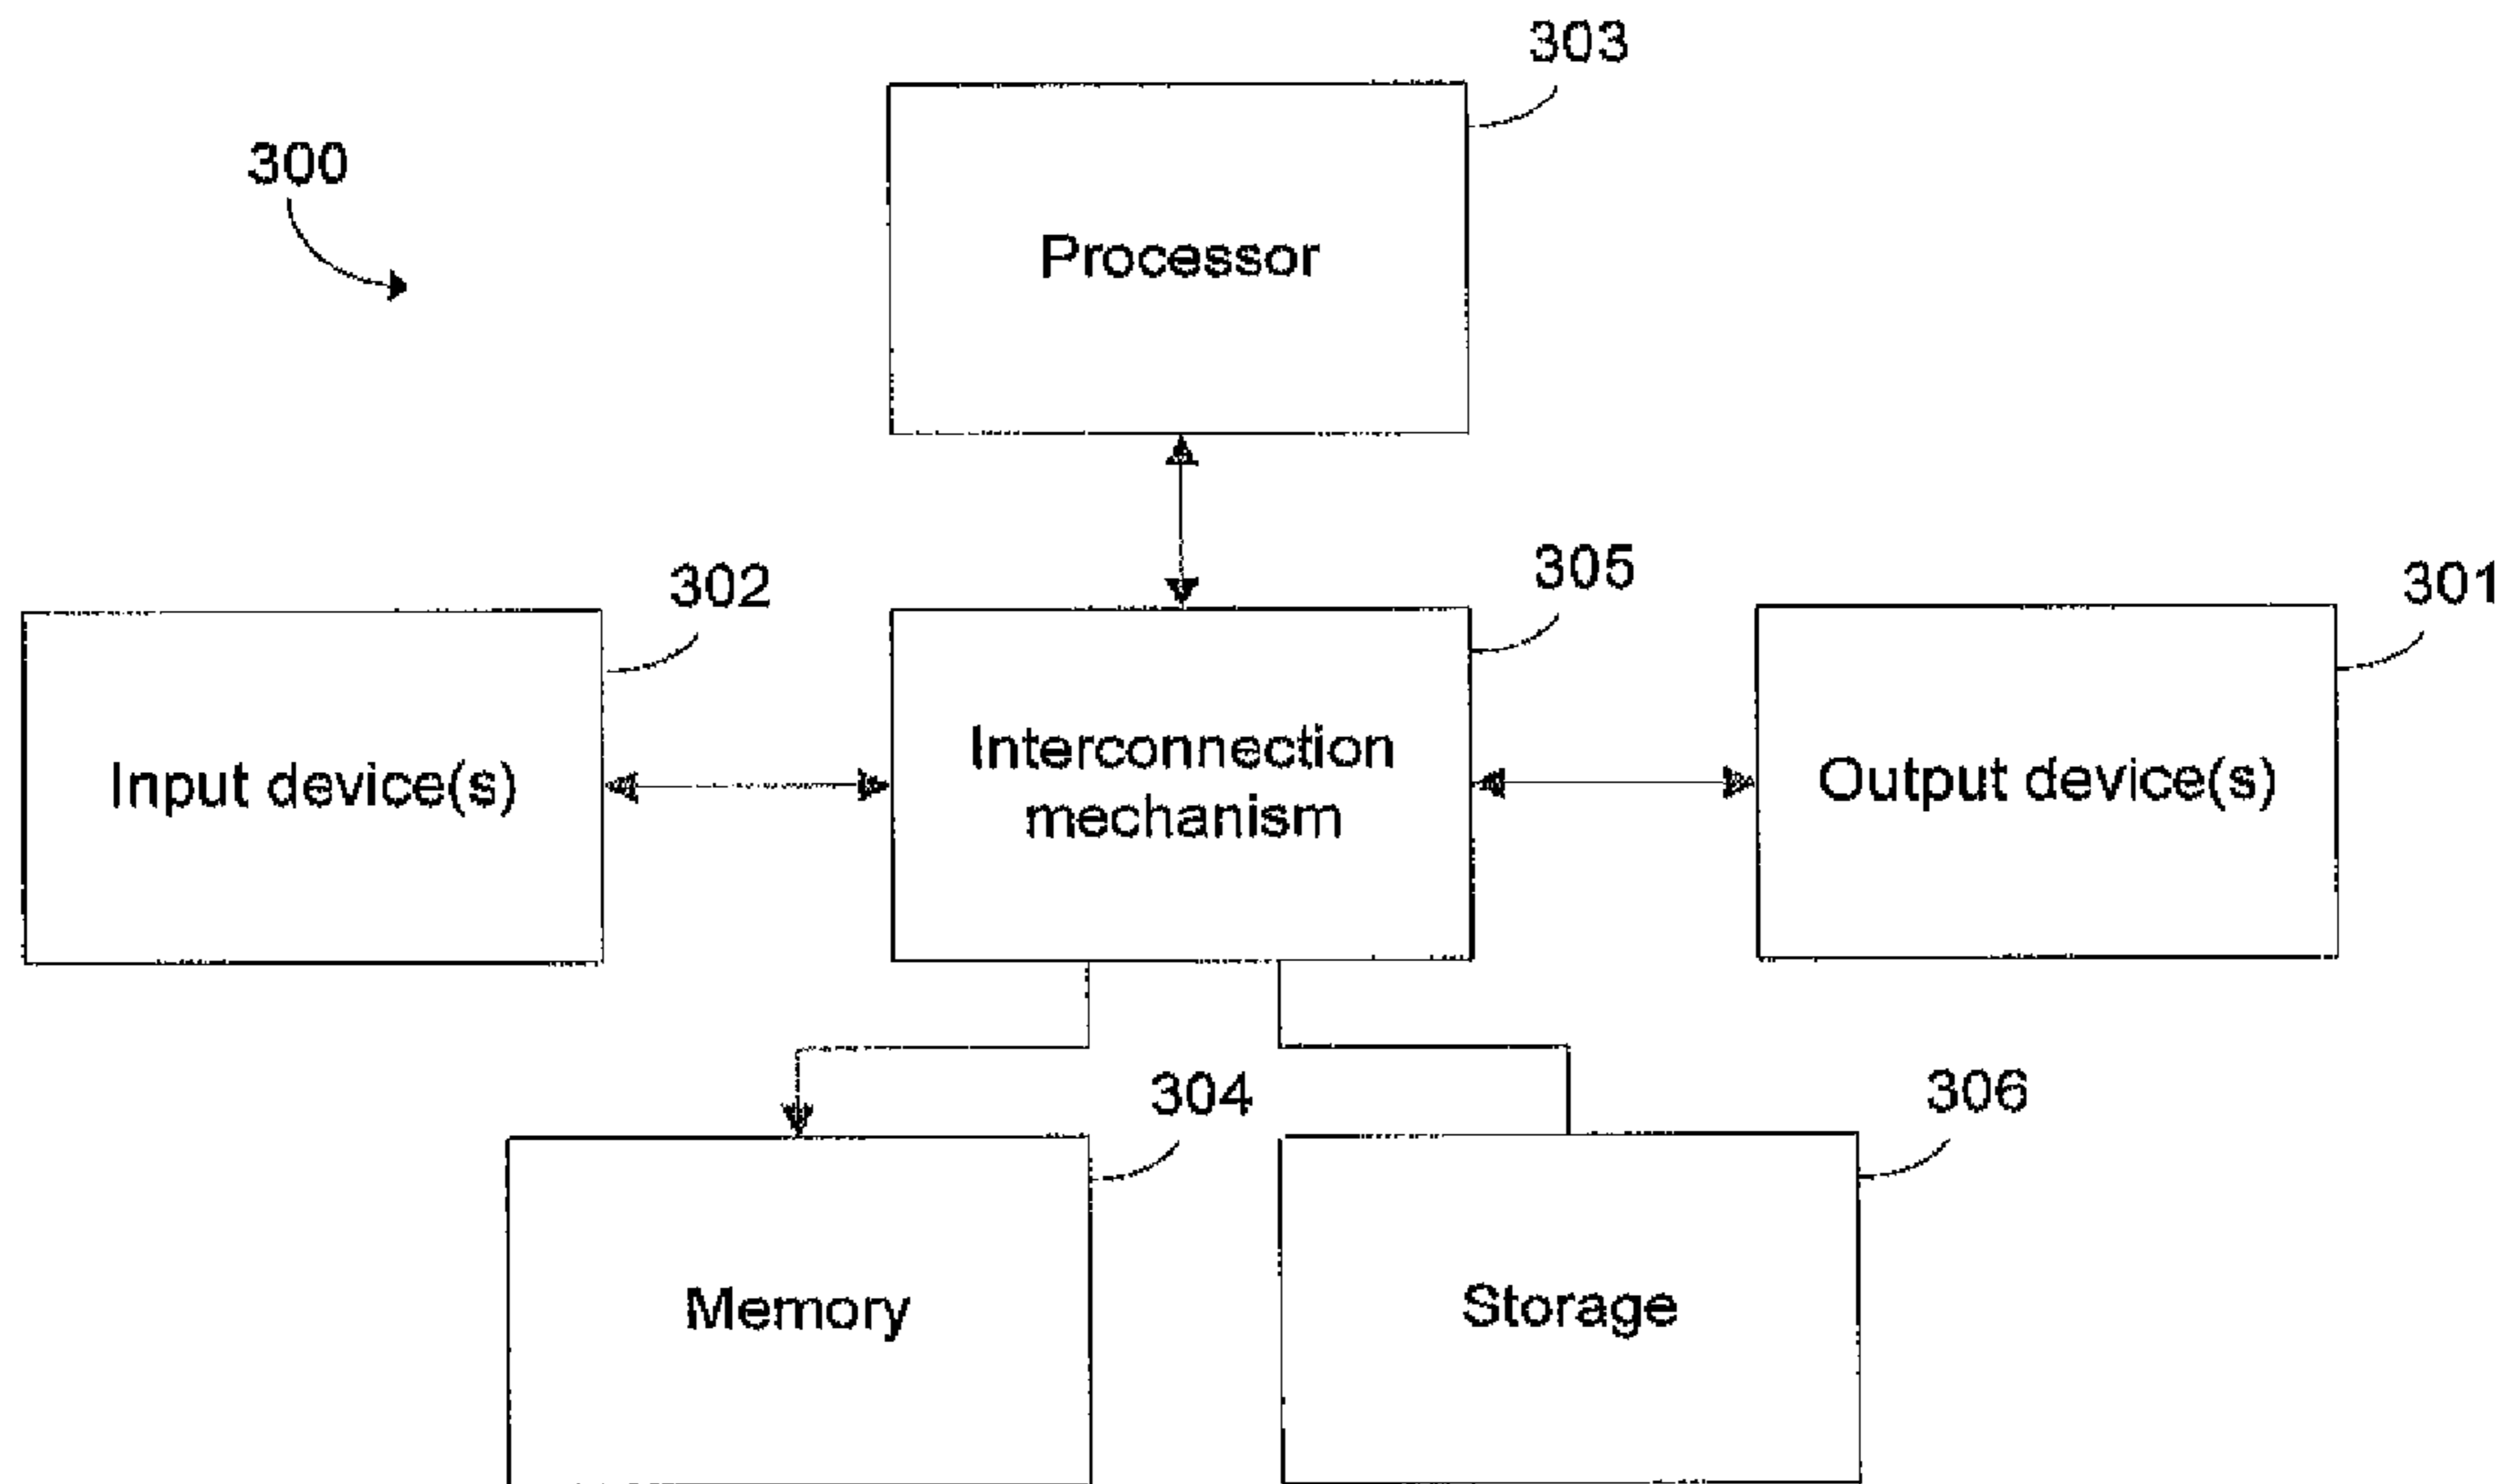 303
300
Processor
302
305
301
Input device(s)
Interconnection
mechanism
Output device(s)
304
306
Memory
Storage